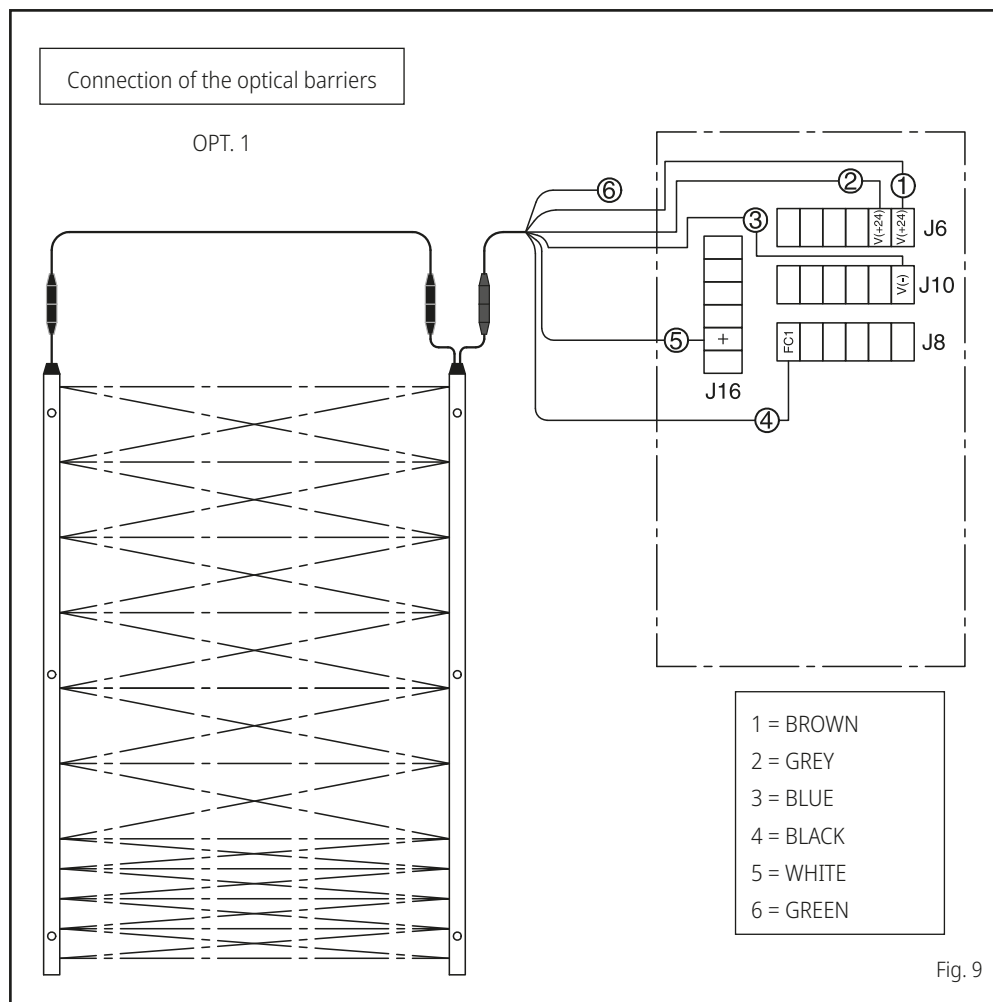 Connection of the optical barriers
OPT. 1
6
2
1
3
V(+24)
V(+24)
J6
V(-)
J10
5
+
FC1
J8
J16
4
1 = BROWN
2 = GREY
3 = BLUE
4 = BLACK
5 = WHITE
6 = GREEN
Fig. 9